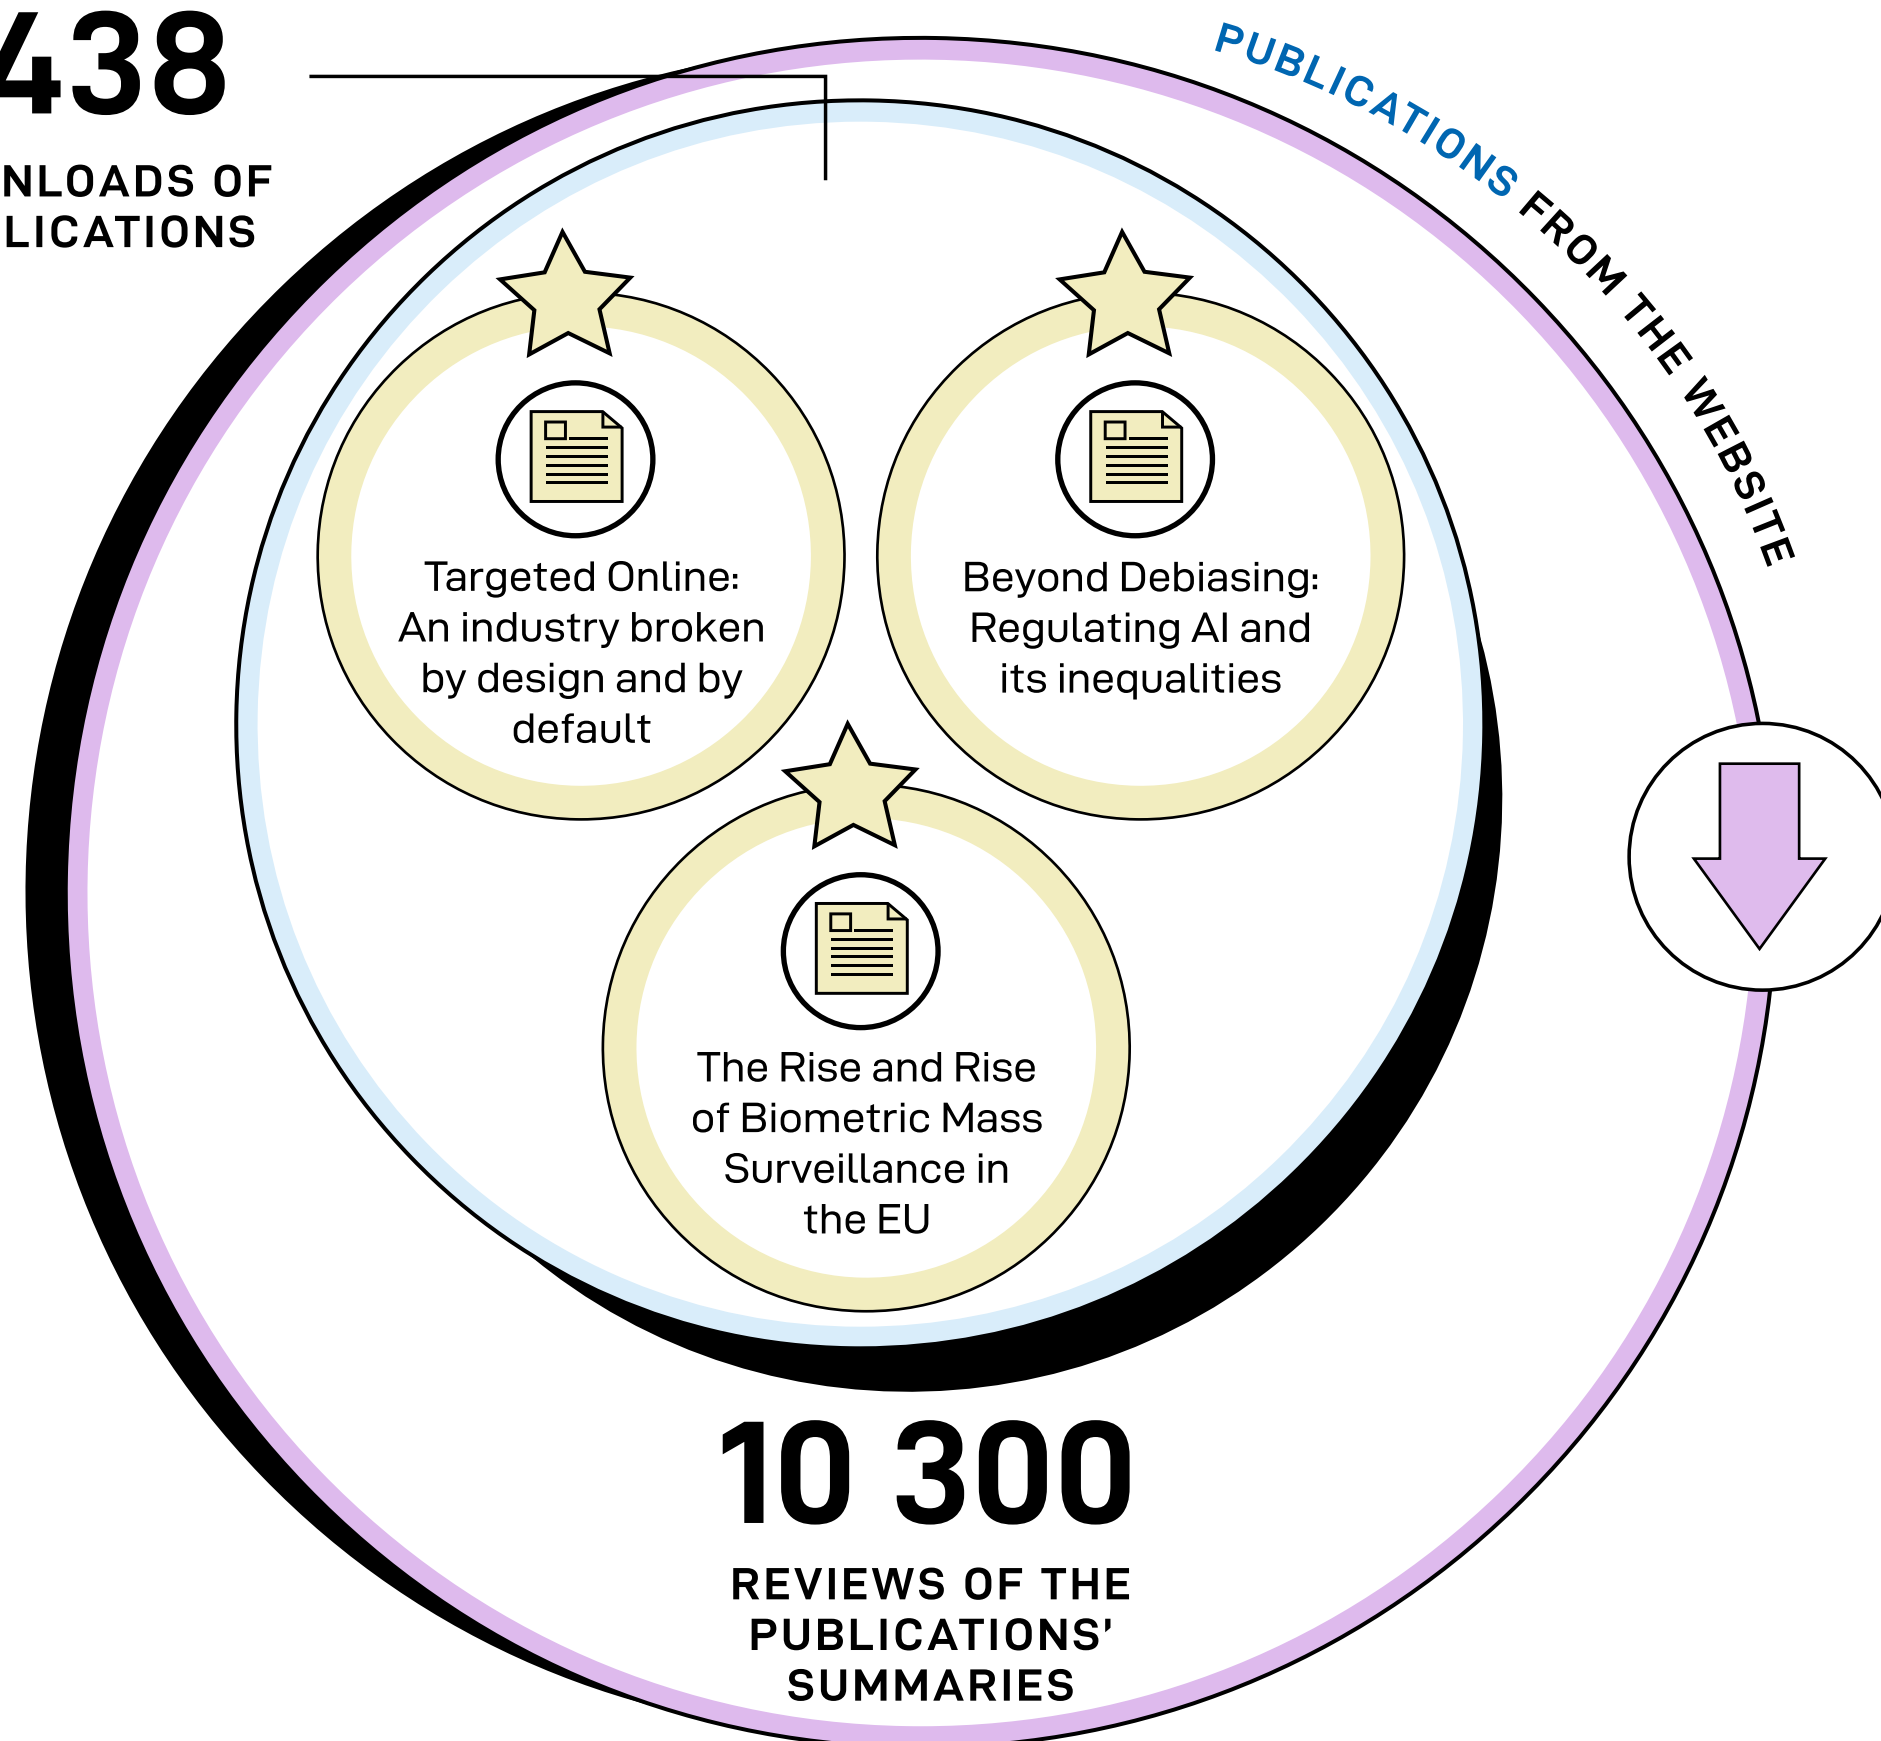 438
NLOADS OF
LICATIONS
PUBLICATIONS FROM THE WEBSITE
Targeted Online:
An industry broken
by design and by
default
Beyond Debiasing:
Regulating AI and
its inequalities
The Rise and Rise
of Biometric Mass
Surveillance in
the EU
10 300
REVIEWS OF THE
PUBLICATIONS’
SUMMARIES